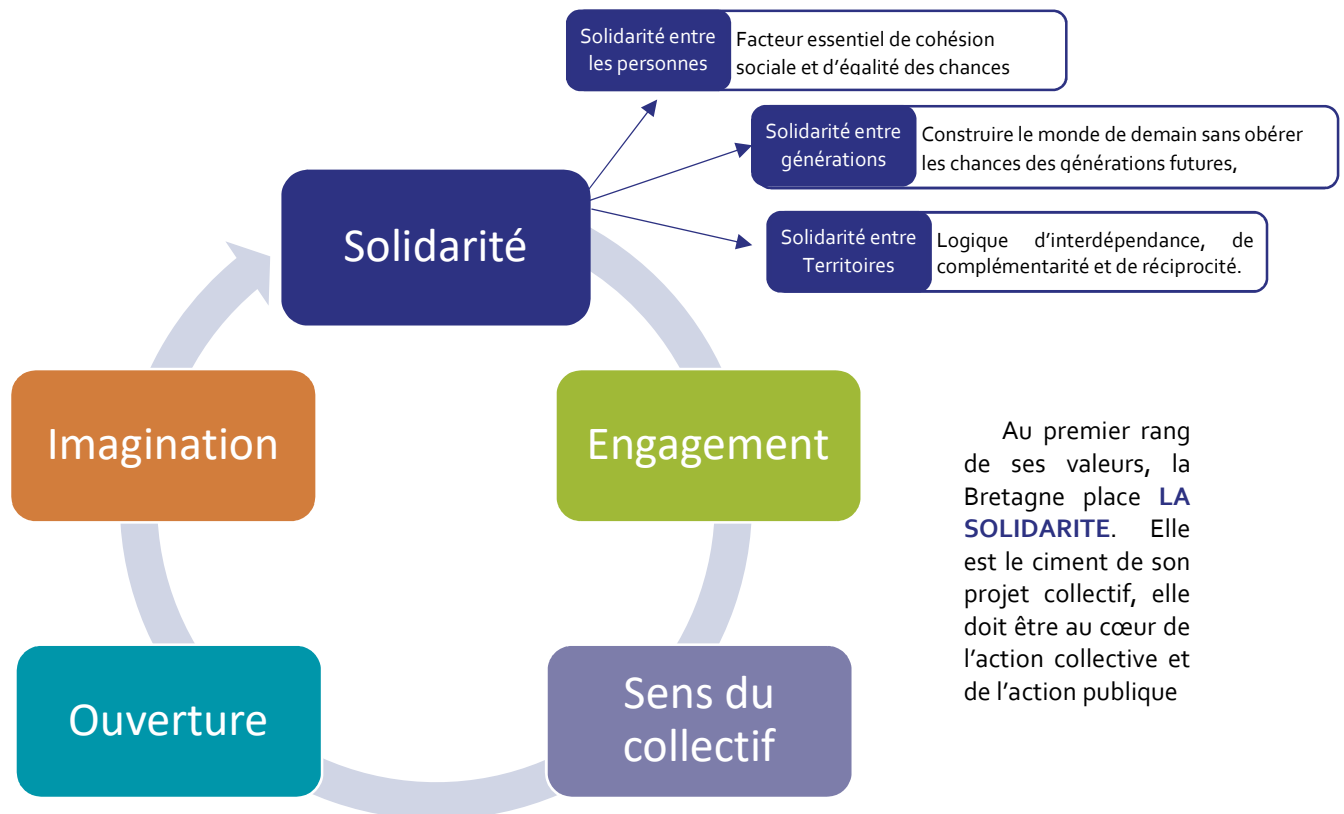 Solidarité entre
les personnes
Facteur essentiel de cohésion
sociale et d'égalité des chances
Solidarité entre
générations
Construire le monde de demain sans obérer
les chances des générations futures,
Solidarité entre
Territoires
Logique d'interdépendance, de
complémentarité et de réciprocité.
Solidarité
Engagement
Sens du
collectif
Ouverture
Imagination
Au premier rang
de ses valeurs, la
Bretagne place LA
SOLIDARITE. Elle
est le ciment de son
projet collectif, elle
doit être au cœur de
l'action collective et
de l'action publique